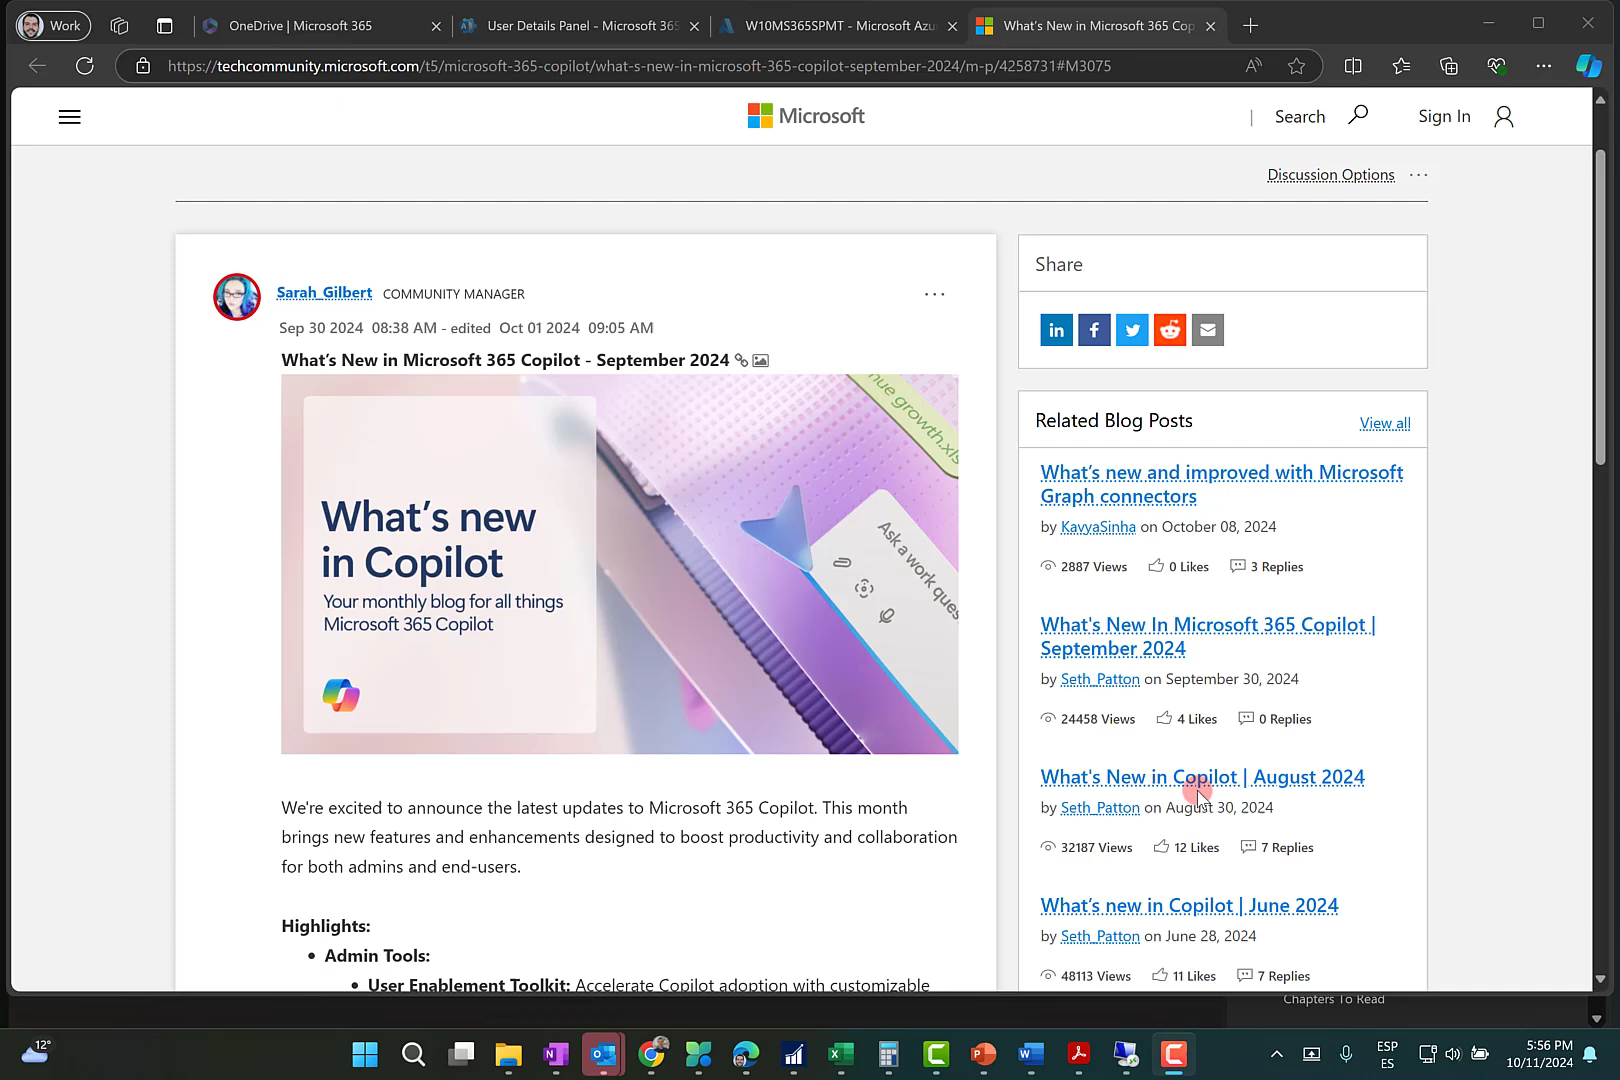 Work
OneDrive | Microsoft 365
User Details Panel - Microsoft 365
W10MS365SPMT - Microsoft Azu
What's New in Microsoft 365 Cop
https://techcommunity.microsoft.com/t5/microsoft-365-copilot/what-s-new-in-microsoft-365-copilot-september-2024/m-p/4258731#M3075
Microsoft
| Search
Sign In
Discussion Options
Sarah_Gilbert COMMUNITY MANAGER
Sep 30 2024 08:38 AM - edited Oct 01 2024 09:05 AM
What's New in Microsoft 365 Copilot - September 2024
What's new
in Copilot
Your monthly blog for all things
Microsoft 365 Copilot
nue growth.xls
Ask a work ques
We're excited to announce the latest updates to Microsoft 365 Copilot. This month
brings new features and enhancements designed to boost productivity and collaboration
for both admins and end-users.
Highlights:
• Admin Tools:
• User Enablement Toolkit: Accelerate Copilot adoption with customizable
Share
Related Blog Posts
View all
What's new and improved with Microsoft
Graph connectors
by KavyaSinha on October 08, 2024
2887 Views 0 Likes 3 Replies
What's New In Microsoft 365 Copilot |
September 2024
by Seth_Patton on September 30, 2024
24458 Views 4 Likes 0 Replies
What's New in Copilot | August 2024
by Seth_Patton on August 30, 2024
32187 Views 12 Likes 7 Replies
What's new in Copilot | June 2024
by Seth_Patton on June 28, 2024
48113 Views 11 Likes 7 Replies
Chapters To Read
12°
ESP
ES
5:56 PM
10/11/2024